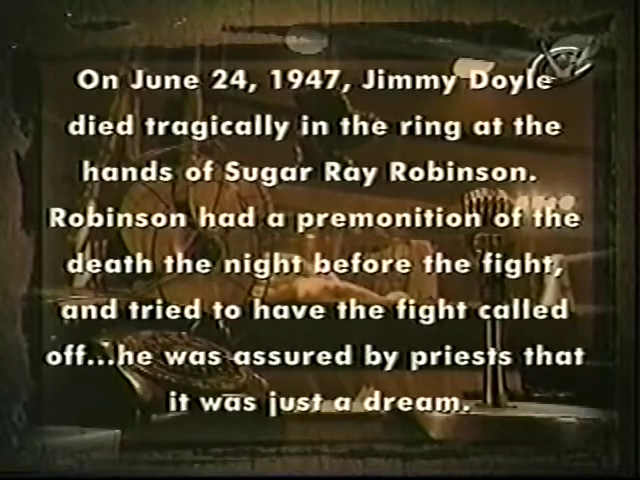 On June 24, 1947, Jimmy Doyle
died tragically in the ring at the
hands of Sugar Ray Robinson.
Robinson had a premonition of the
death the night before the fight,
and tried to have the fight called
off...he was assured by priests that
it was just a dream.